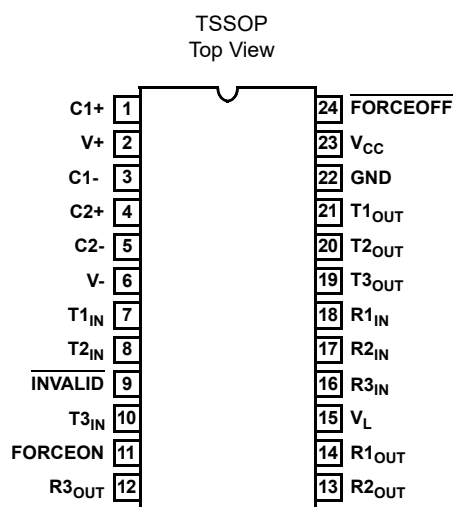 TSSOP
Top View
C1+ 1 24 FORCEOFF
V+ 2 23 VCC
C1- 3 22 GND
C2+ 4 21 T1OUT
C2- 5 20 T2OUT
V- 6 19 T3OUT
T1IN 7 18 R1IN
T2IN 8 17 R2IN
INVALID 9 16 R3IN
T3IN 10 15 VL
FORCEON 11 14 R1OUT
R3OUT 12 13 R2OUT